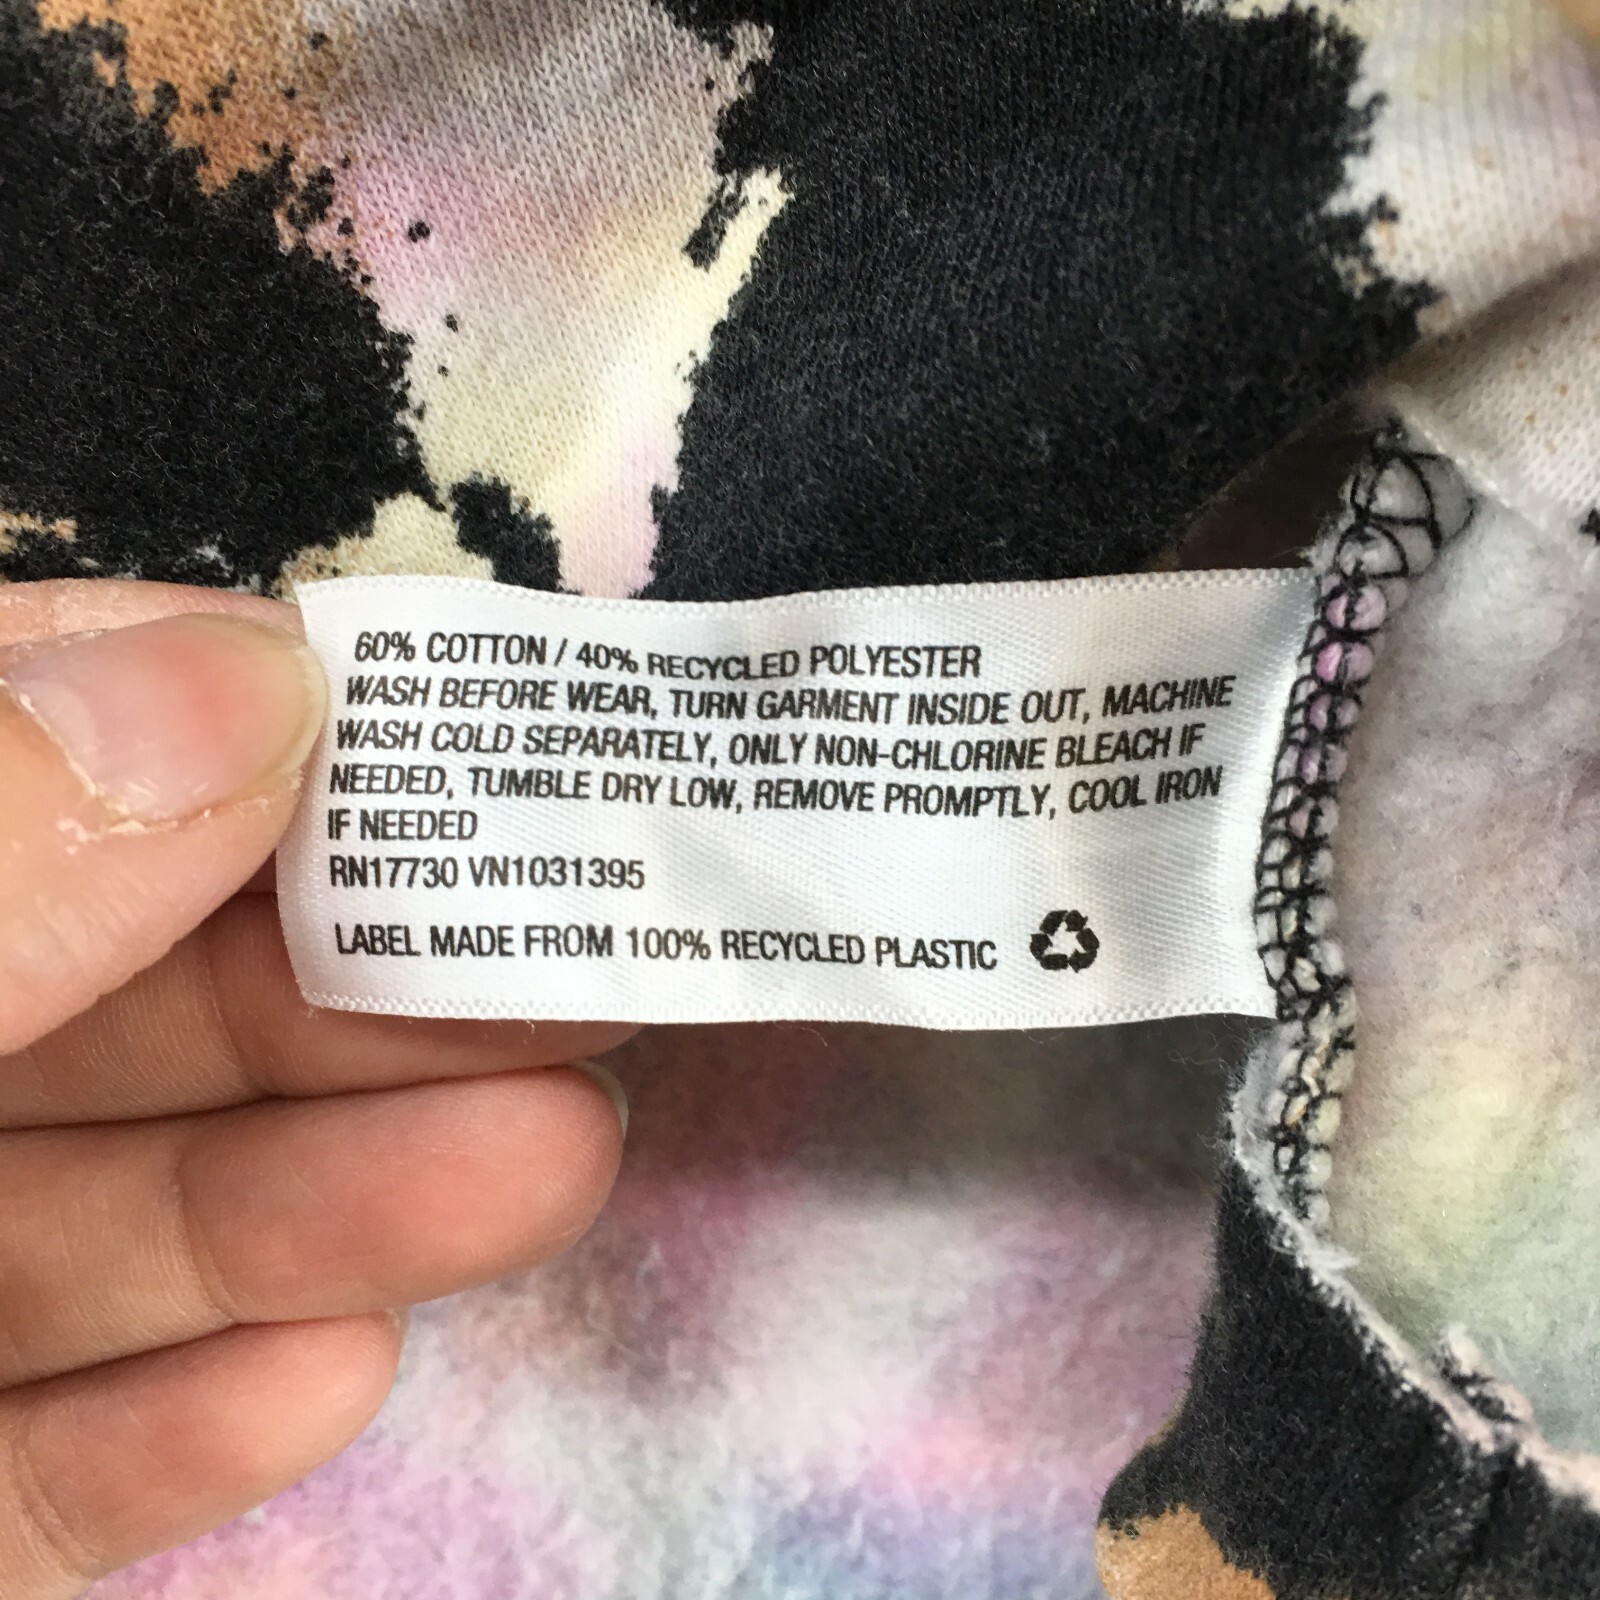 60% COTTON / 40% RECYCLED POLYESTER
WASH BEFORE WEAR, TURN GARMENT INSIDE OUT, MACHINE
WASH COLD SEPARATELY, ONLY NON-CHLORINE BLEACH IF
NEEDED, TUMBLE DRY LOW, REMOVE PROMPTLY, COOL IRON
IF NEEDED
RN17730 VN1031395
LABEL MADE FROM 100% RECYCLED PLASTIC